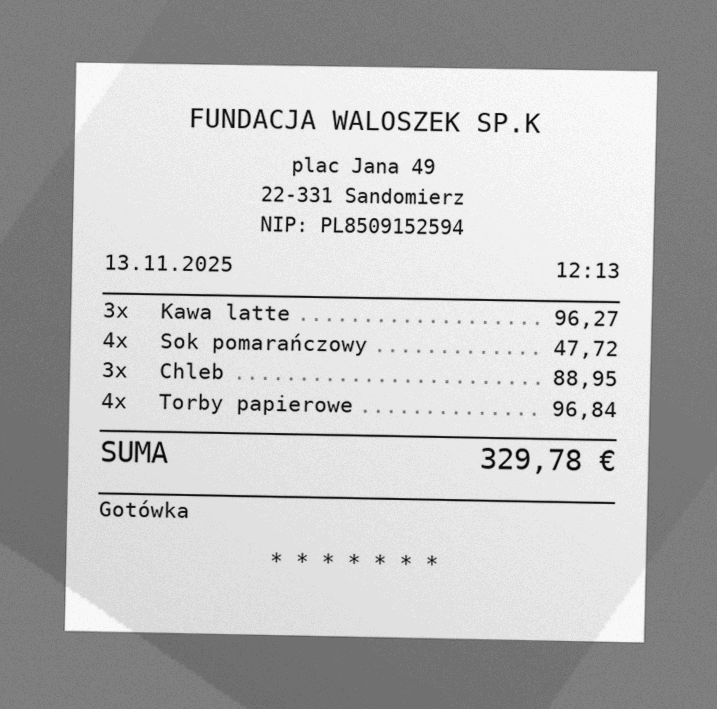 FUNDACJA WALOSZEK SP.K
plac Jana 49
22-331 Sandomierz
NIP: PL8509152594
13.11.2025 12:13
3x Kawa latte .................... 96,27
4x Sok pomarańczowy .............. 47,72
3x Chleb ......................... 88,95
4x Torby papierowe ............... 96,84
SUMA 329,78 €
Gotówka
* * * * * * *